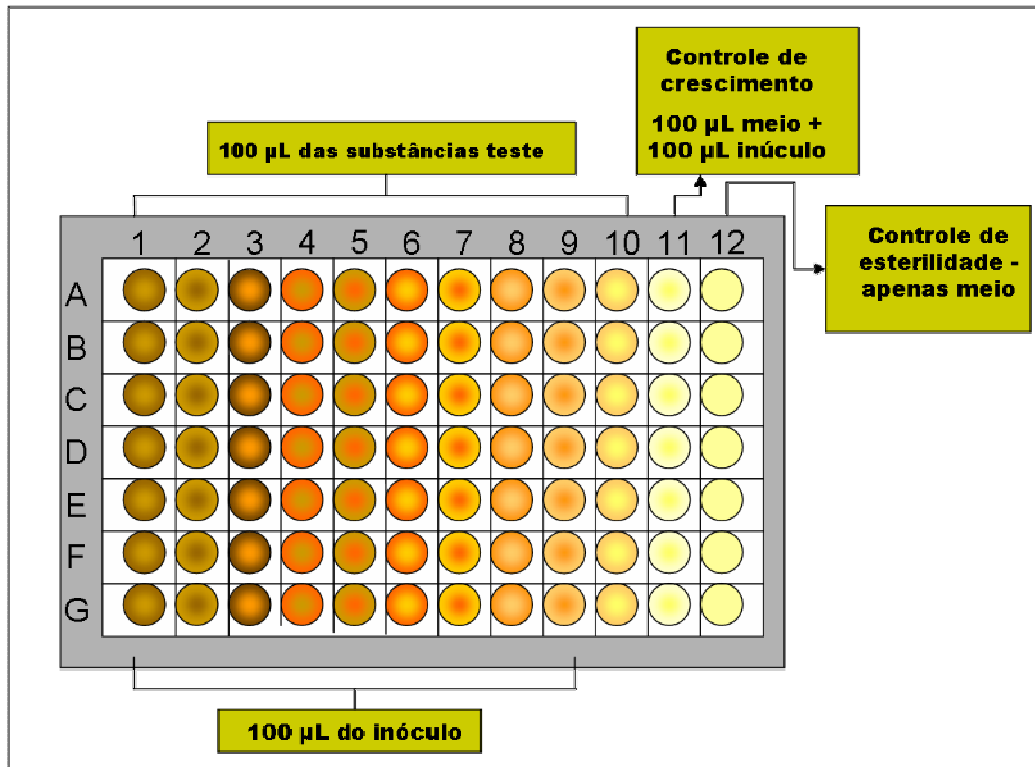 Controle de
crescimento
100 µL meio +
100 µL inúculo
100 µL das substâncias teste
Controle de
esterilidade -
apenas meio
1 2 3 4 5 6 7 8 9 10 11 12
A
B
C
D
E
F
G
100 µL do inóculo